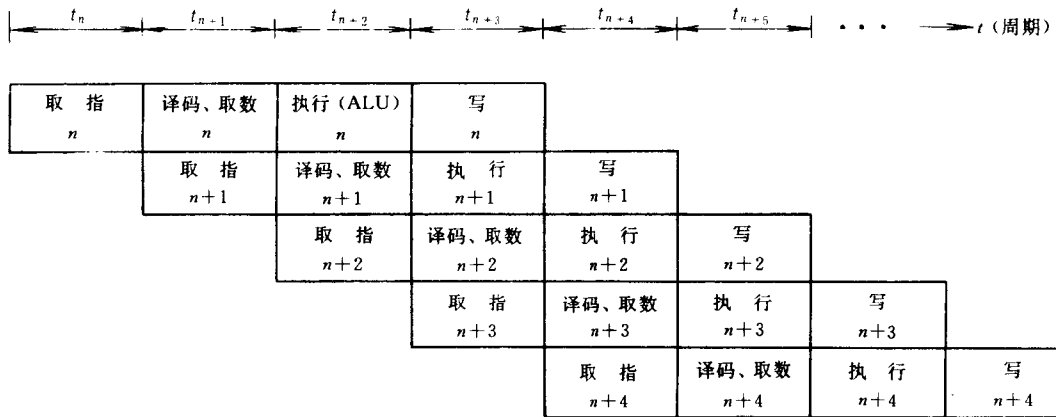 tn tn+1 tn+2 tn+3 tn+4 tn+5 · · · t (周期)
取 指 译码、取数 执行 (ALU) 写
n n n n
取 指 译码、取数 执 行 写
n+1 n+1 n+1 n+1
取 指 译码、取数 执 行 写
n+2 n+2 n+2 n+2
取 指 译码、取数 执 行 写
n+3 n+3 n+3 n+3
取 指 译码、取数 执 行 写
n+4 n+4 n+4 n+4